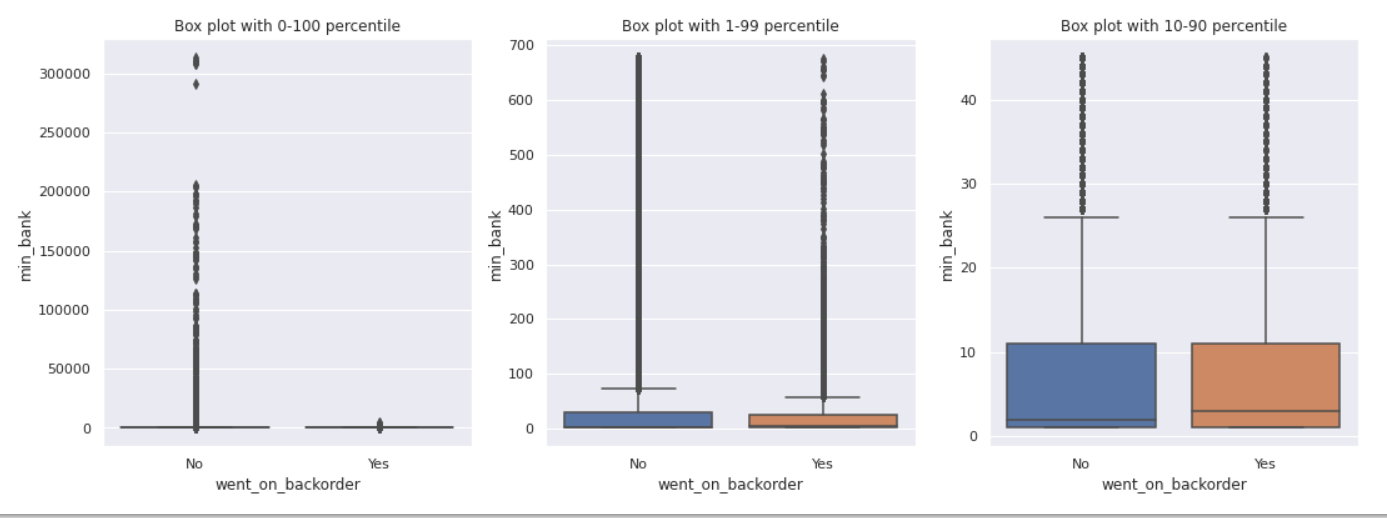 Box plot with 0-100 percentile
300000
250000
200000
150000
100000
50000
0
min_bank
No
Yes
went_on_backorder
Box plot with 1-99 percentile
700
600
500
400
300
200
100
0
min_bank
No
Yes
went_on_backorder
Box plot with 10-90 percentile
40
30
20
10
0
min_bank
No
Yes
went_on_backorder